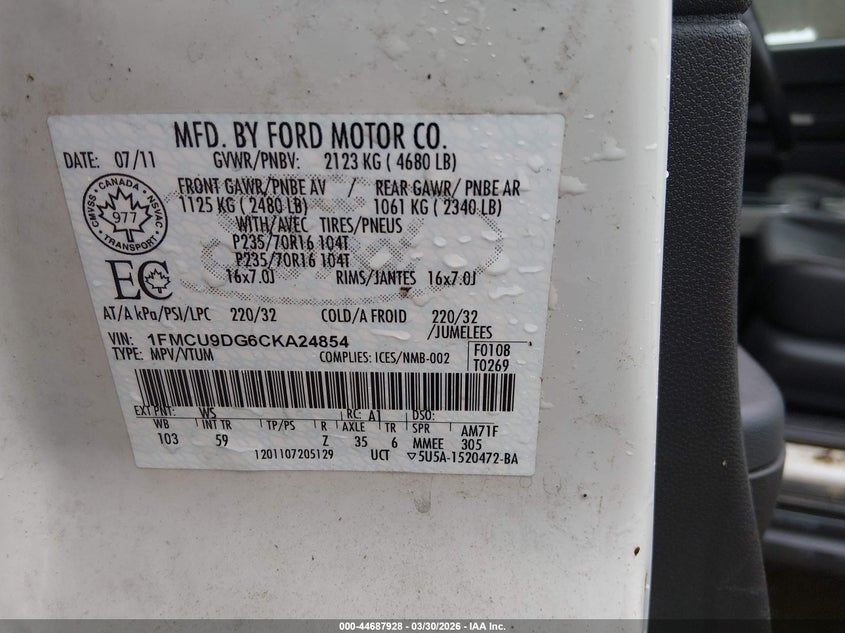 MFD. BY FORD MOTOR CO.
DATE: 07/11 GVWR/PNBV: 2123 KG ( 4680 LB)
FRONT GAWR/PNBE AV / REAR GAWR/ PNBE AR
1125 KG ( 2480 LB) 1061 KG ( 2340 LB)
WITH/AVEC TIRES/PNEUS
P235/70R16 104T
P235/70R16 104T
16x7.0J RIMS/JANTES 16x7.0J
CANADA
CMVSS NSVAC
977
TRANSPORT
EC
AT/A kPa/PSI/LPC 220/32 COLD/A FROID 220/32
/JUMELEES
VIN: 1FMCU9DG6CKA24854
TYPE: MPV/VTUM COMPLIES: ICES/NMB-002
F0108
T0269
EXT PNT: WS RC: A1 DSO:
WB INT TR TP/PS R AXLE TR SPR AM71F
103 59 Z 35 6 MMEE 305
1201107205129 UCT ▽5U5A-1520472-BA
000-44687928 - 03/30/2026 - IAA Inc.